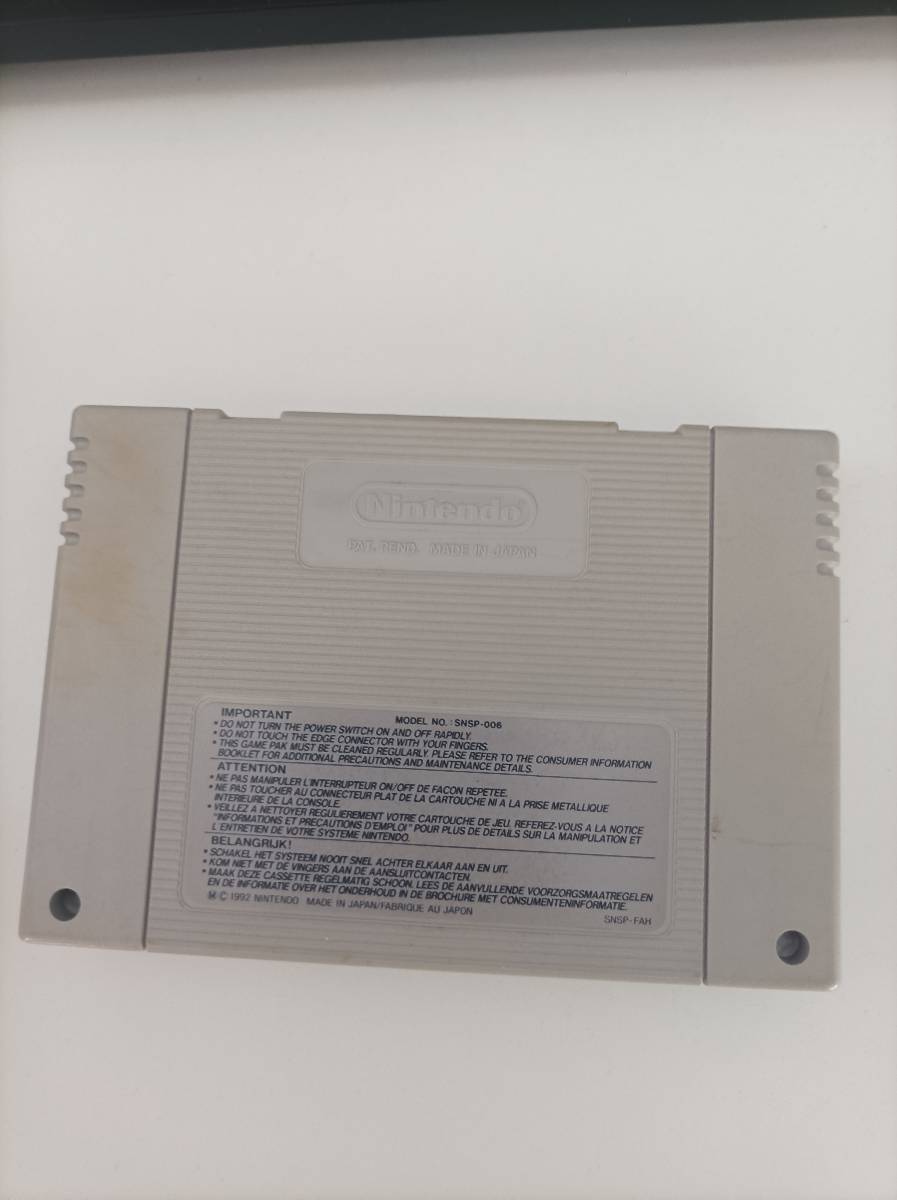 Nintendo®
PAT. PEND. MADE IN JAPAN
IMPORTANT
MODEL NO. : SNSP-006
• DO NOT TURN THE POWER SWITCH ON AND OFF RAPIDLY.
• DO NOT TOUCH THE EDGE CONNECTOR WITH YOUR FINGERS.
• THIS GAME PAK MUST BE CLEANED REGULARLY. PLEASE REFER TO THE CONSUMER INFORMATION
BOOKLET FOR ADDITIONAL PRECAUTIONS AND MAINTENANCE DETAILS.
ATTENTION
• NE PAS MANIPULER L'INTERRUPTEUR ON/OFF DE FACON REPETEE.
• NE PAS TOUCHER AU CONNECTEUR PLAT DE LA CARTOUCHE NI A LA PRISE METALLIQUE
INTERIEURE DE LA CONSOLE.
• VEILLEZ A NETTOYER REGULIEREMENT VOTRE CARTOUCHE DE JEU. REFEREZ-VOUS A LA NOTICE
"INFORMATIONS ET PRECAUTIONS D'EMPLOI" POUR PLUS DE DETAILS SUR LA MANIPULATION ET
L'ENTRETIEN DE VOTRE SYSTEME NINTENDO.
BELANGRIJK!
• SCHAKEL HET SYSTEEM NOOIT SNEL ACHTER ELKAAR AAN EN UIT.
• KOM NIET MET DE VINGERS AAN DE AANSLUITCONTACTEN.
• MAAK DEZE CASSETTE REGELMATIG SCHOON. LEES DE AANVULLENDE VOORZORGSMAATREGELEN
EN DE INFORMATIE OVER HET ONDERHOUD IN DE BROCHURE MET CONSUMENTENINFORMATIE.
Ⓜ·© 1992 NINTENDO MADE IN JAPAN/FABRIQUE AU JAPON
SNSP-FAH